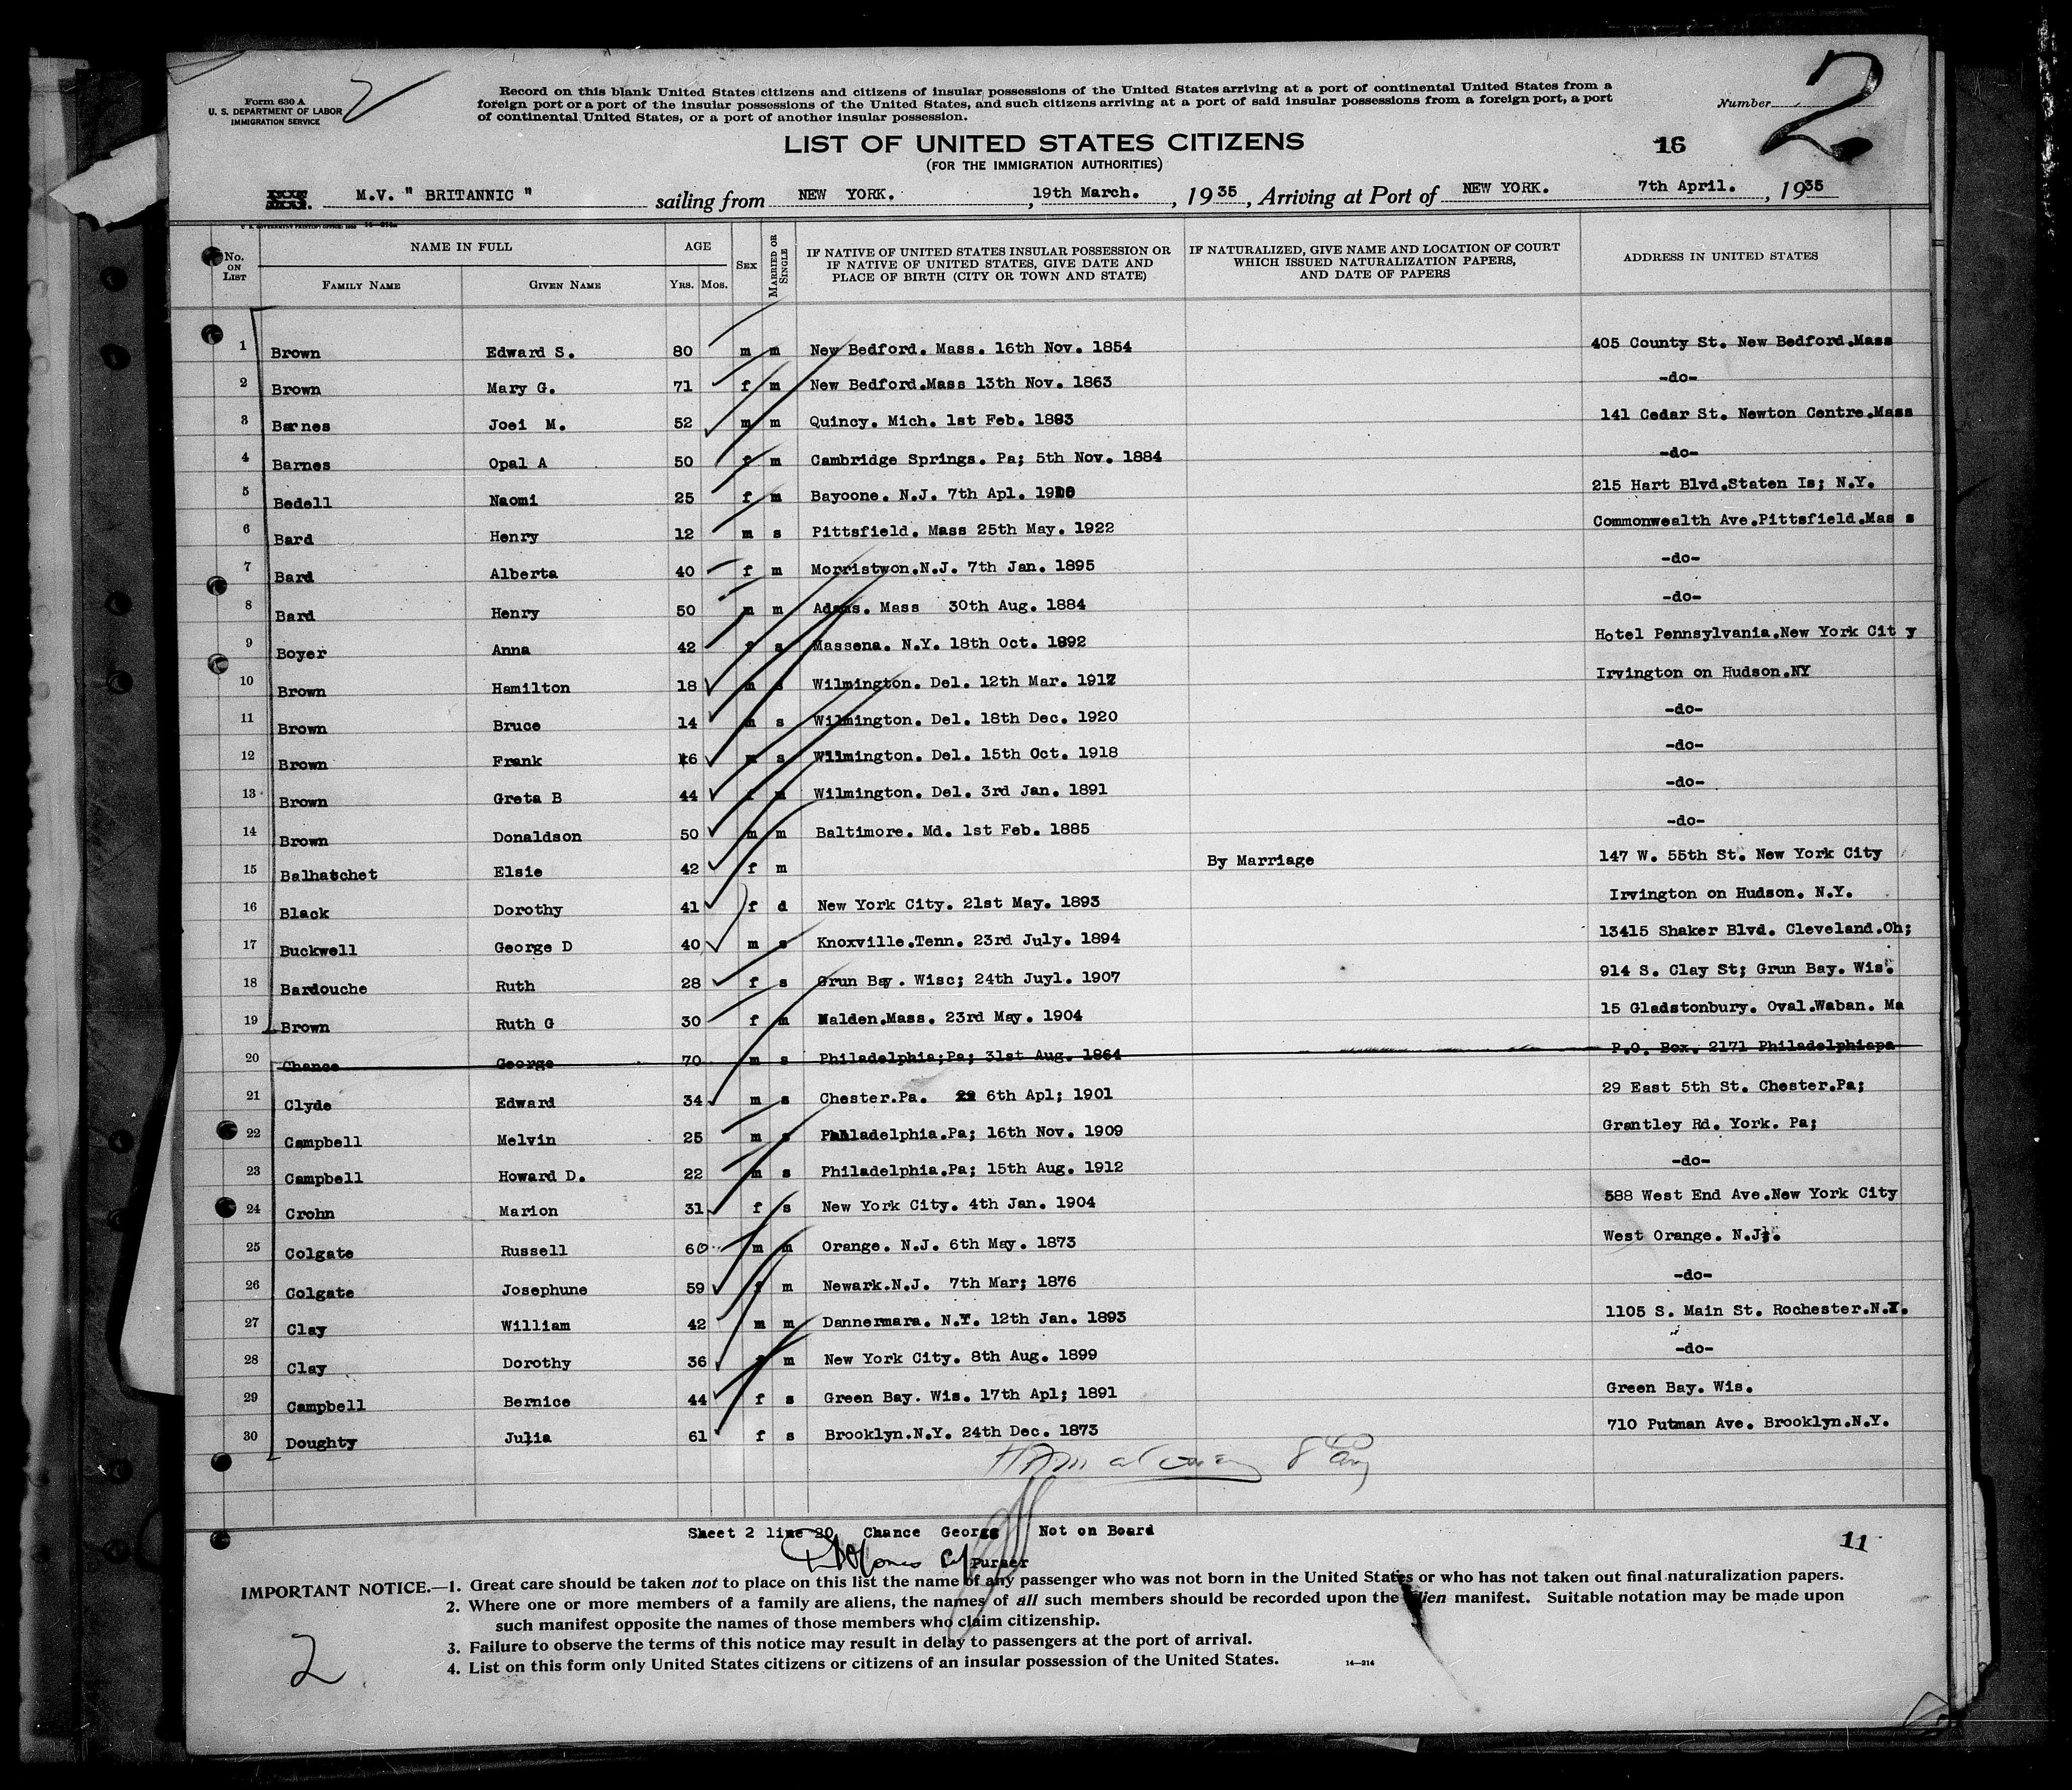 2
Form 630 A
U. S. DEPARTMENT OF LABOR
IMMIGRATION SERVICE
Record on this blank United States citizens and citizens of insular possessions of the United States arriving at a port of continental United States from a
foreign port or a port of the insular possessions of the United States, and such citizens arriving at a port of said insular possessions from a foreign port, a port
of continental United States, or a port of another insular possession.
Number 2
LIST OF UNITED STATES CITIZENS
(FOR THE IMMIGRATION AUTHORITIES)
16
M.V. " BRITANNIC " sailing from NEW YORK. , 19th March. , 1935 , Arriving at Port of NEW YORK. 7th April. , 1935
No. ON LIST NAME IN FULL FAMILY NAME GIVEN NAME AGE YRS. MOS. SEX MARRIED OR SINGLE IF NATIVE OF UNITED STATES INSULAR POSSESSION OR IF NATIVE OF UNITED STATES, GIVE DATE AND PLACE OF BIRTH (CITY OR TOWN AND STATE) IF NATURALIZED, GIVE NAME AND LOCATION OF COURT WHICH ISSUED NATURALIZATION PAPERS, AND DATE OF PAPERS ADDRESS IN UNITED STATES
1 Brown Edward S. 80 m m New Bedford. Mass. 16th Nov. 1854 405 County St. New Bedford.Mass
2 Brown Mary G. 71 f m New Bedford.Mass 13th Nov. 1863 -do-
3 Barnes Joei M. 52 m m Quincy. Mich. 1st Feb. 1883 141 Cedar St. Newton Centre.Mass
4 Barnes Opal A 50 f m Cambridge Springs. Pa; 5th Nov. 1884 -do-
5 Bedell Naomi 25 f m Bayoone. N.J. 7th Apl. 1910 215 Hart Blvd.Staten Is; N.Y.
6 Bard Henry 12 m s Pittsfield. Mass 25th May. 1922 Commonwealth Ave.Pittsfield.Mas s
7 Bard Alberta 40 f m Morristwon.N.J. 7th Jan. 1895 -do-
8 Bard Henry 50 m m Adams. Mass 30th Aug. 1884 -do-
9 Boyer Anna 42 f s Massena. N.Y. 18th Oct. 1892 Hotel Pennsylvania.New York Cit y
10 Brown Hamilton 18 m s Wilmington. Del. 12th Mar. 1917 Irvington on Hudson.NY
11 Brown Bruce 14 m s Wilmington. Del. 18th Dec. 1920 -do-
12 Brown Frank 16 m s Wilmington. Del. 15th Oct. 1918 -do-
13 Brown Greta B 44 f m Wilmington. Del. 3rd Jan. 1891 -do-
14 Brown Donaldson 50 m m Baltimore. Md. 1st Feb. 1885 -do-
15 Balhatchet Elsie 42 f m By Marriage 147 W. 55th St. New York City
16 Black Dorothy 41 f d New York City. 21st May. 1893 Irvington on Hudson. N.Y.
17 Buckwell George D 40 m s Knoxville.Tenn. 23rd July. 1894 13415 Shaker Blvd. Cleveland.Oh;
18 Bardouche Ruth 28 f s Grun Bay . Wisc; 24th Juyl. 1907 914 S. Clay St; Grun Bay. Wis.
19 Brown Ruth G 30 f m Malden.Mass. 23rd May. 1904 15 Gladstonbury. Oval.Waban. Ma
20 Chance George 70 m s Philadelphia;Pa; 31st Aug. 1864 P.O. Box. 2171 Philadelphiapa
21 Clyde Edward 34 m s Chester.Pa. 6th Apl; 1901 29 East 5th St. Chester.Pa;
22 Campbell Melvin 25 m s Philadelphia.Pa; 16th Nov. 1909 Grantley Rd. York. Pa;
23 Campbell Howard D. 22 m s Philadelphia.Pa; 15th Aug. 1912 -do-
24 Crohn Marion 31 f s New York City. 4th Jan. 1904 588 West End Ave.New York City
25 Colgate Russell 60 m m Orange. N.J. 6th May. 1873 West Orange. N.J.
26 Colgate Josephune 59 f m Newark.N.J. 7th Mar; 1876 -do-
27 Clay William 42 m m Dannermara. N.Y. 12th Jan. 1893 1105 S. Main St. Rochester.N.Y.
28 Clay Dorothy 36 f m New York City. 8th Aug. 1899 -do-
29 Campbell Bernice 44 f s Green Bay. Wis. 17th Apl; 1891 Green Bay. Wis.
30 Doughty Julia 61 f s Brooklyn.N.Y. 24th Dec. 1873 710 Putman Ave. Brooklyn.N.Y.
Sheet 2 line 20 Chance George Not on Board
Purser
11
IMPORTANT NOTICE.—1. Great care should be taken not to place on this list the name of any passenger who was not born in the United States or who has not taken out final naturalization papers.
2. Where one or more members of a family are aliens, the names of all such members should be recorded upon the alien manifest. Suitable notation may be made upon
such manifest opposite the names of those members who claim citizenship.
3. Failure to observe the terms of this notice may result in delay to passengers at the port of arrival.
4. List on this form only United States citizens or citizens of an insular possession of the United States.
14—214
2